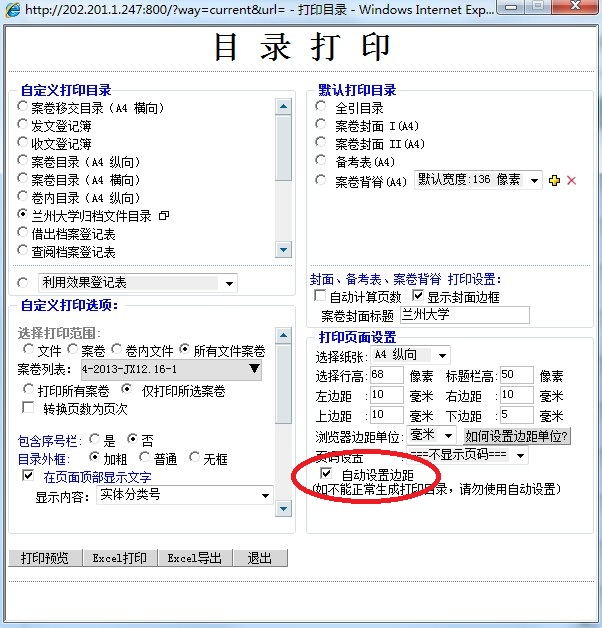 http://202.201.1.247:800/?way=current&url= - 打印目录 - Windows Internet Exp...
目 录 打 印
自定义打印目录
案卷移交目录（A4 横向）
发文登记簿
收文登记簿
案卷目录（A4 纵向）
案卷目录（A4 横向）
卷内目录（A4 纵向）
兰州大学归档文件目录
借出档案登记表
查阅档案登记表
利用效果登记表
自定义打印选项：
选择打印范围：
文件 案卷 卷内文件 所有文件案卷
案卷列表： 4-2013-JX12.16-1
打印所有案卷 仅打印所选案卷
转换页数为页次
包含序号栏： 是 否
目录外框： 加粗 普通 无框
在页面顶部显示文字
显示内容： 实体分类号
默认打印目录
全引目录
案卷封面 I(A4)
案卷封面 II(A4)
备考表(A4)
案卷背脊(A4) 默认宽度:136 像素
封面、备考表、案卷背脊 打印设置：
自动计算页数 显示封面边框
案卷封面标题 兰州大学
打印页面设置
选择纸张： A4 纵向
选择行高： 68 像素 标题栏高： 50 像素
左边距 ： 10 毫米 右边距 ： 10 毫米
上边距 ： 10 毫米 下边距 ： 5 毫米
浏览器边距单位： 毫米 如何设置边距单位?
页码设置 ===不显示页码===
自动设置边距
(如不能正常生成打印目录，请勿使用自动设置)
打印预览 Excel打印 Excel导出 退出